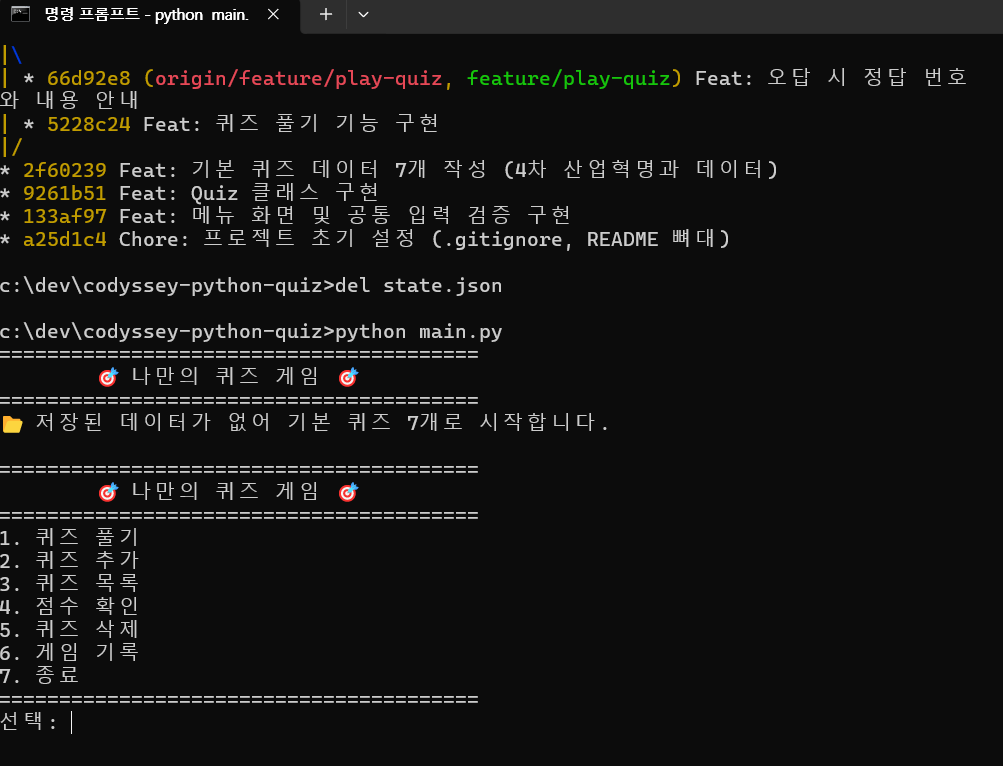 명령 프롬프트 - python main.
|\
| * 66d92e8 (origin/feature/play-quiz, feature/play-quiz) Feat: 오답 시 정답 번호
와 내용 안내
| * 5228c24 Feat: 퀴즈 풀기 기능 구현
|/
* 2f60239 Feat: 기본 퀴즈 데이터 7개 작성 (4차 산업혁명과 데이터)
* 9261b51 Feat: Quiz 클래스 구현
* 133af97 Feat: 메뉴 화면 및 공통 입력 검증 구현
* a25d1c4 Chore: 프로젝트 초기 설정 (.gitignore, README 뼈대)
c:\dev\codyssey-python-quiz>del state.json
c:\dev\codyssey-python-quiz>python main.py
========================================
🎯 나만의 퀴즈 게임 🎯
========================================
📂 저장된 데이터가 없어 기본 퀴즈 7개로 시작합니다.
========================================
🎯 나만의 퀴즈 게임 🎯
========================================
1. 퀴즈 풀기
2. 퀴즈 추가
3. 퀴즈 목록
4. 점수 확인
5. 퀴즈 삭제
6. 게임 기록
7. 종료
========================================
선택: